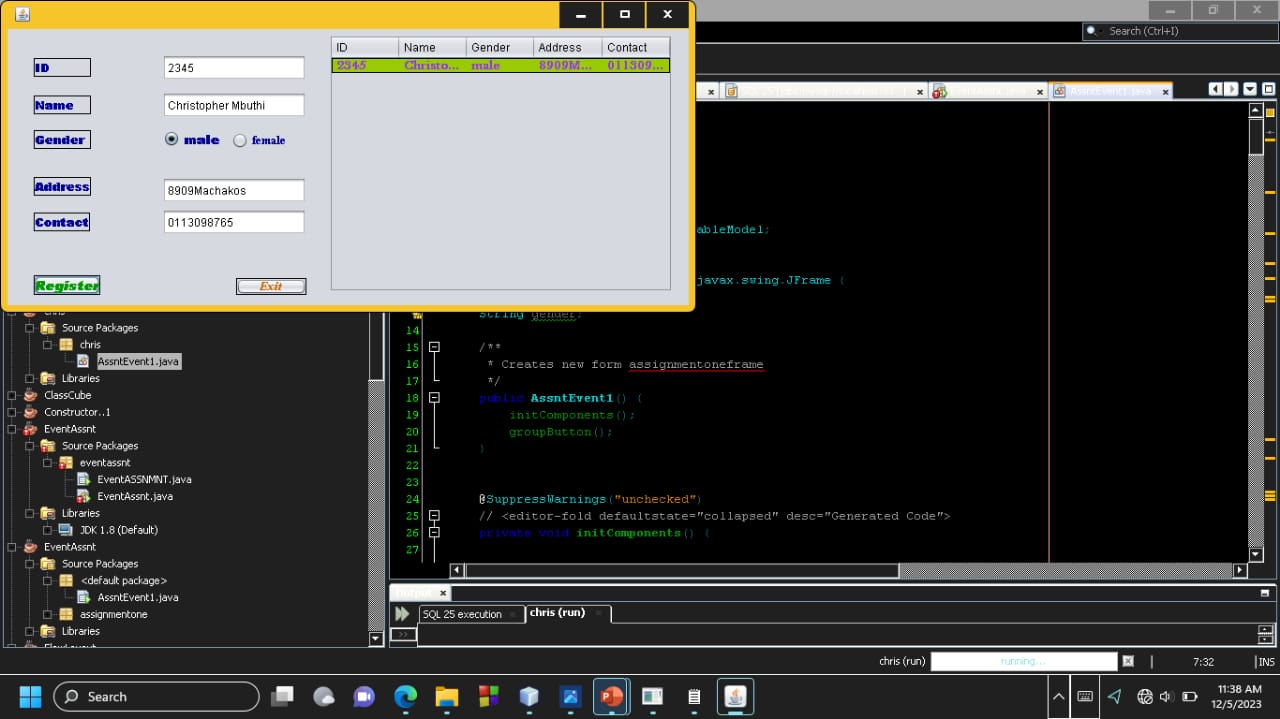 ID Name Gender Address Contact
2345 Christo... male 8909M... 011309...
ID 2345
Name Christopher Mbuthi
Gender male female
Address 8909Machakos
Contact 0113098765
Register Exit
Search (Ctrl+I)
AssntEvent1.java
ableModel;
javax.swing.JFrame {
String gender;
14
15 /**
16 * Creates new form assignmentoneframe
17 */
18 public AssntEvent1() {
19 initComponents();
20 groupButton();
21 }
22
23
24 @SuppressWarnings("unchecked")
25 // <editor-fold defaultstate="collapsed" desc="Generated Code">
26 private void initComponents() {
27
Source Packages
chris
AssntEvent1.java
Libraries
ClassCube
Constructor..1
EventAssnt
Source Packages
eventassnt
EventASSNMNT.java
EventAssnt.java
Libraries
JDK 1.8 (Default)
EventAssnt
Source Packages
<default package>
AssntEvent1.java
assignmentone
Libraries
Output
SQL 25 execution chris (run)
>>
chris (run) running... 7:32 INS
Search
11:38 AM
12/5/2023